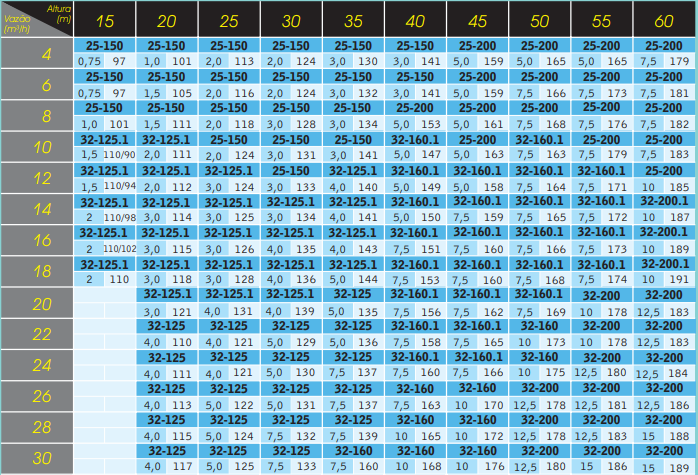 Altura
(m)
Vazão
(m³/h)
15 20 25 30 35 40 45 50 55 60
25-150 25-150 25-150 25-150 25-150 25-150 25-200 25-200 25-200 25-200
4 0,75 97 1,0 101 2,0 113 2,0 124 3,0 130 3,0 141 5,0 159 5,0 165 5,0 165 7,5 179
25-150 25-150 25-150 25-150 25-150 25-150 25-200 25-200 25-200 25-200
6 0,75 97 1,5 105 2,0 116 2,0 124 3,0 132 3,0 141 5,0 159 7,5 166 7,5 173 7,5 181
25-150 25-150 25-150 25-150 25-150 25-200 25-200 25-200 25-200 25-200
8 1,0 101 1,5 111 2,0 118 3,0 128 3,0 134 5,0 153 5,0 161 7,5 168 7,5 176 7,5 182
32-125.1 32-125.1 25-150 25-150 25-150 32-160.1 25-200 32-160.1 25-200 25-200
10 1,5 110/90 2,0 111 2,0 124 3,0 131 3,0 141 5,0 147 5,0 163 7,5 163 7,5 179 7,5 183
32-125.1 32-125.1 32-125.1 25-150 32-125.1 32-160.1 32-160.1 32-160.1 32-160.1 25-200
12 1,5 110/94 2,0 112 3,0 124 3,0 133 4,0 140 5,0 149 5,0 158 7,5 164 7,5 171 10 185
32-125.1 32-125.1 32-125.1 32-125.1 32-125.1 32-160.1 32-160.1 32-160.1 32-160.1 32-200.1
14 2 110/98 3,0 114 3,0 125 3,0 134 4,0 141 5,0 150 7,5 159 7,5 165 7,5 172 10 187
32-125.1 32-125.1 32-125.1 32-125.1 32-125.1 32-160.1 32-160.1 32-160.1 32-160.1 32-200.1
16 2 110/102 3,0 115 3,0 126 4,0 135 4,0 143 7,5 151 7,5 160 7,5 166 7,5 173 10 189
32-125.1 32-125.1 32-125.1 32-125.1 32-125.1 32-160.1 32-160.1 32-160.1 32-160.1 32-200.1
18 2 110 3,0 118 3,0 128 4,0 136 5,0 144 7,5 153 7,5 160 7,5 168 7,5 174 10 191
32-125.1 32-125.1 32-125.1 32-125.1 32-160.1 32-160.1 32-160.1 32-200 32-200
20 3,0 121 4,0 131 4,0 139 5,0 135 7,5 156 7,5 162 7,5 169 10 178 12,5 183
32-125 32-125 32-125 32-125 32-160.1 32-160.1 32-160 32-200 32-200
22 4,0 110 4,0 121 5,0 129 5,0 136 7,5 158 7,5 165 10 173 10 178 12,5 183
32-125 32-125 32-125 32-125 32-160.1 32-160.1 32-160 32-200 32-200
24 4,0 111 4,0 121 5,0 130 7,5 137 7,5 160 7,5 166 10 175 12,5 180 12,5 184
32-125 32-125 32-125 32-125 32-160 32-160 32-200 32-200 32-200
26 4,0 113 5,0 122 5,0 131 7,5 137 7,5 163 10 170 12,5 178 12,5 181 12,5 186
32-125 32-125 32-125 32-125 32-160 32-160 32-200 32-200 32-200
28 4,0 115 5,0 124 7,5 132 7,5 139 10 165 10 172 12,5 178 12,5 183 15 188
32-125 32-125 32-125 32-160 32-160 32-160 32-200 32-200 32-200
30 4,0 117 5,0 125 7,5 133 7,5 160 10 168 10 176 12,5 180 15 186 15 189